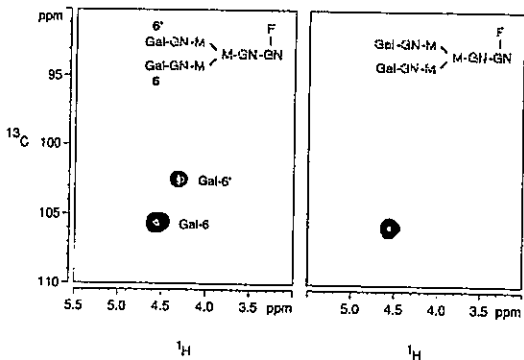 ppm
6'
F
Gal-GN-M
M-GN-GN
Gal-GN-M
6
95
13C
100
Gal-6'
105
Gal-6
110
5.5 5.0 4.5 4.0 3.5 ppm
1H
F
Gal-GN-M
M-GN-GN
Gal-GN-M
5.0 4.5 4.0 3.5 ppm
1H